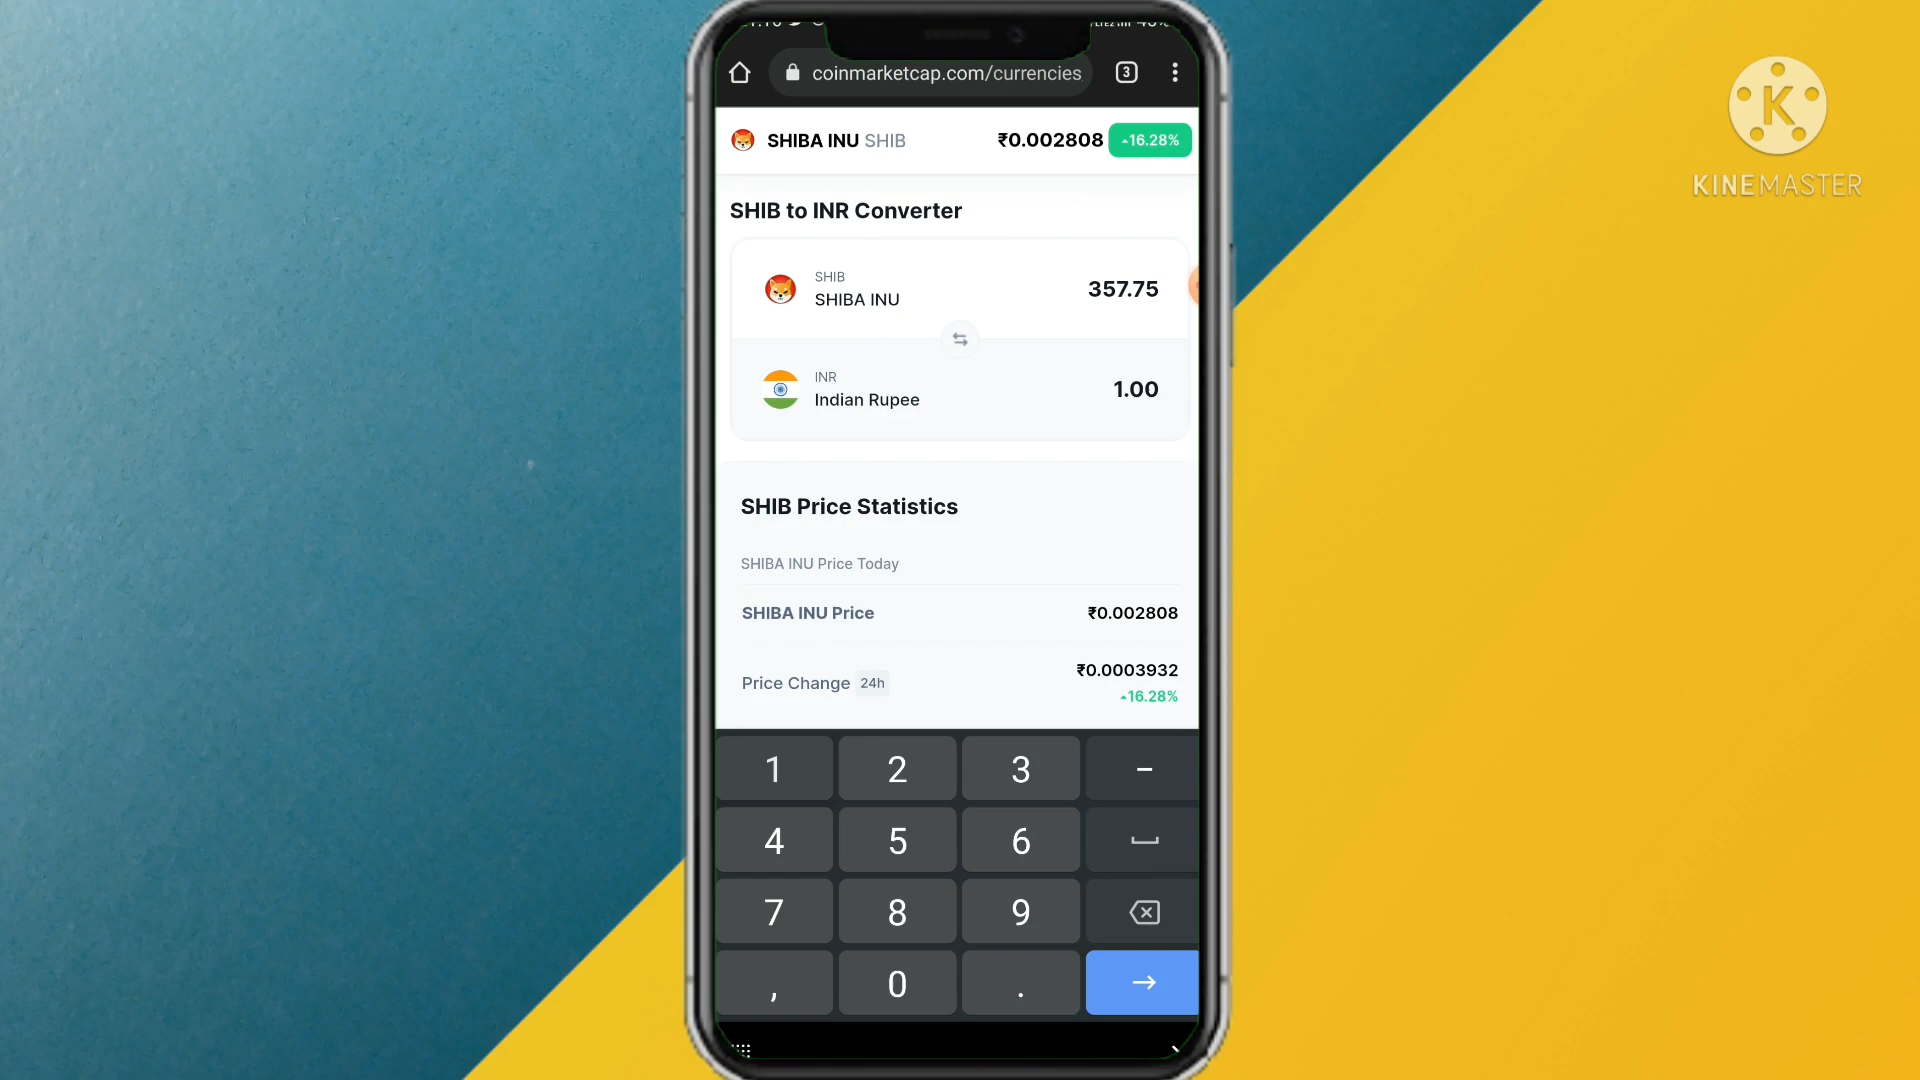 coinmarketcap.com/currencies
3
SHIBA INU SHIB
₹0.002808
16.28%
SHIB to INR Converter
SHIB
SHIBA INU
357.75
INR
Indian Rupee
1.00
SHIB Price Statistics
SHIBA INU Price Today
SHIBA INU Price
₹0.002808
Price Change 24h
₹0.0003932
16.28%
1 2 3 -
4 5 6
7 8 9
, 0 .
K
KINEMASTER